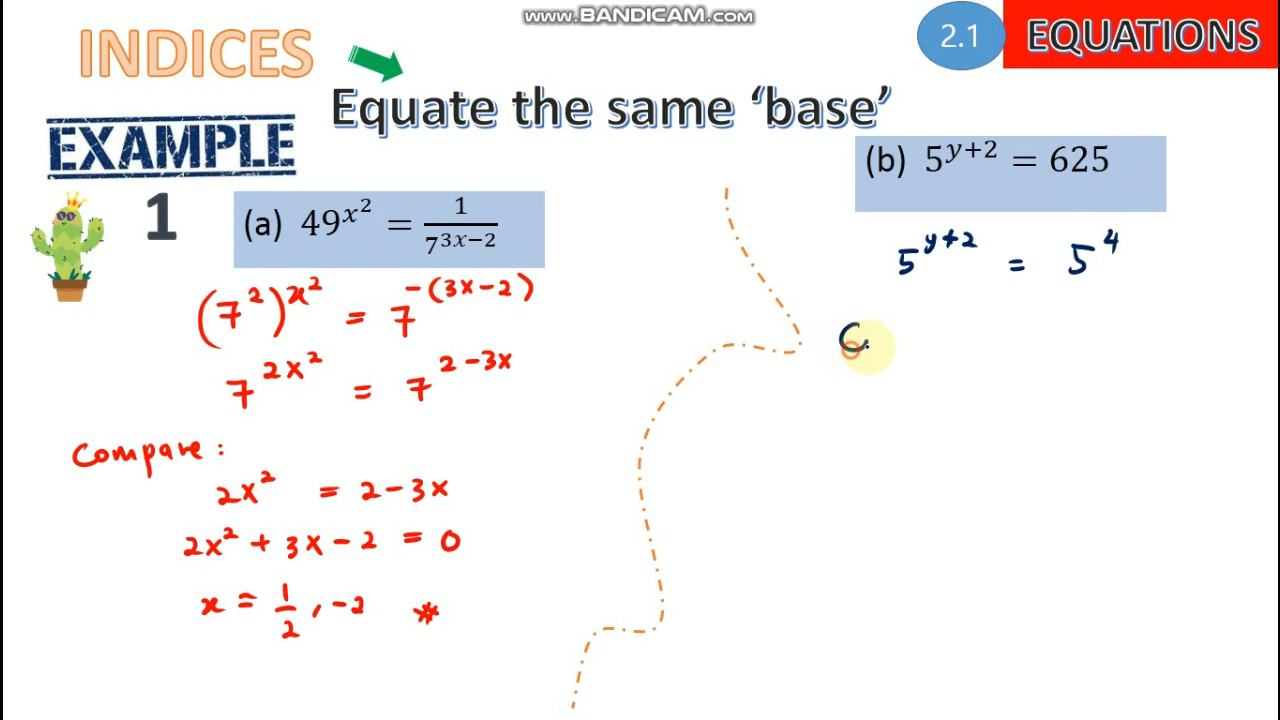 www.BANDICAM.com
INDICES
2.1 EQUATIONS
Equate the same ‘base’
EXAMPLE
1
(a) 49^{x^2} = \frac{1}{7^{3x−2}}
(7^2)^{x^2} = 7^{-(3x-2)}
7^{2x^2} = 7^{2-3x}
Compare :
2x^2 = 2-3x
2x^2 + 3x - 2 = 0
x = \frac{1}{2}, -2 *
(b) 5^{y+2} = 625
5^{y+2} = 5^4
C